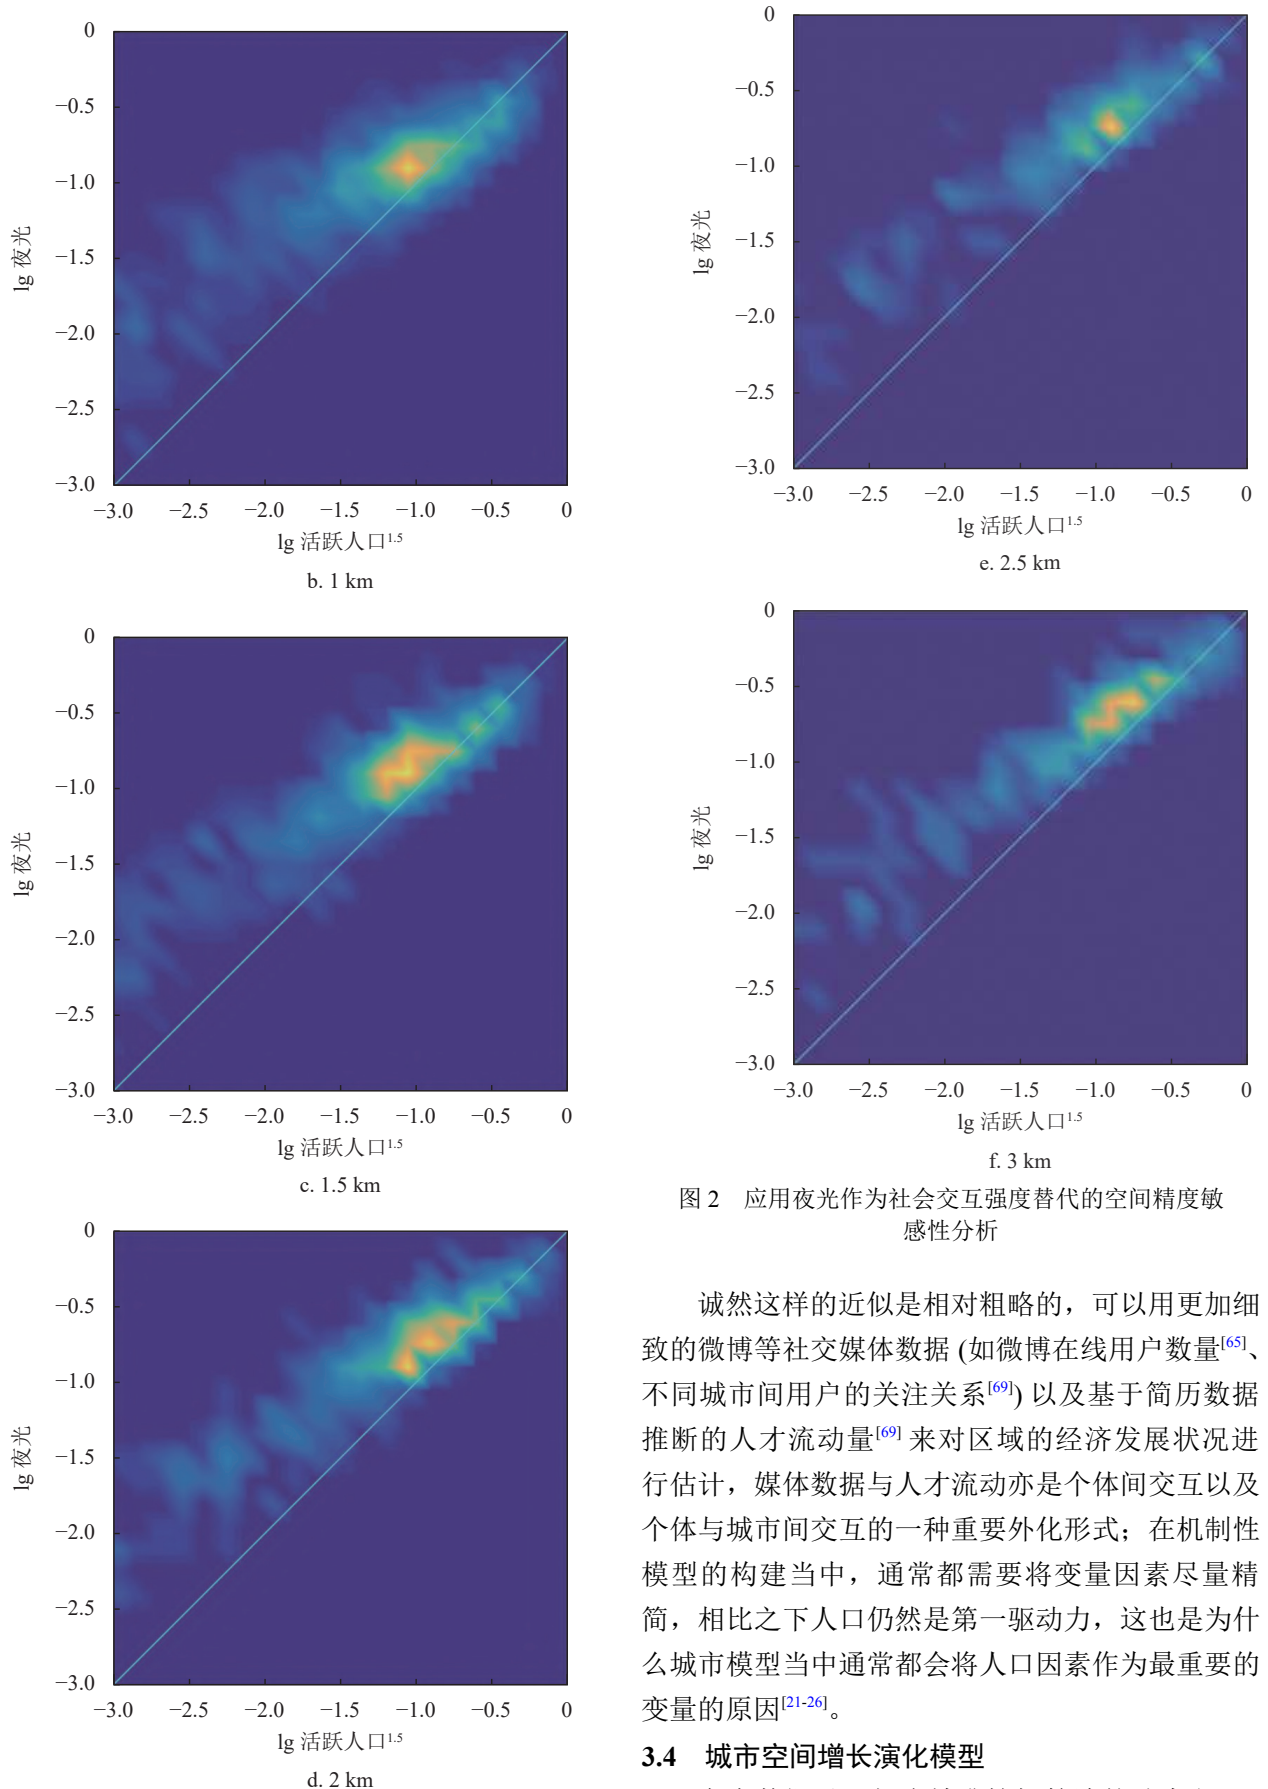 0
−0.5
−1.0
−1.5
−2.0
−2.5
−3.0
lg 夜光
−3.0 −2.5 −2.0 −1.5 −1.0 −0.5 0
lg 活跃人口1.5
b. 1 km
0
−0.5
−1.0
−1.5
−2.0
−2.5
−3.0
lg 夜光
−3.0 −2.5 −2.0 −1.5 −1.0 −0.5 0
lg 活跃人口1.5
c. 1.5 km
0
−0.5
−1.0
−1.5
−2.0
−2.5
−3.0
lg 夜光
−3.0 −2.5 −2.0 −1.5 −1.0 −0.5 0
lg 活跃人口1.5
d. 2 km
0
−0.5
−1.0
−1.5
−2.0
−2.5
−3.0
lg 夜光
−3.0 −2.5 −2.0 −1.5 −1.0 −0.5 0
lg 活跃人口1.5
e. 2.5 km
0
−0.5
−1.0
−1.5
−2.0
−2.5
−3.0
lg 夜光
−3.0 −2.5 −2.0 −1.5 −1.0 −0.5 0
lg 活跃人口1.5
f. 3 km
图 2　应用夜光作为社会交互强度替代的空间精度敏
感性分析
诚然这样的近似是相对粗略的，可以用更加细
致的微博等社交媒体数据 (如微博在线用户数量[65]、
不同城市间用户的关注关系[69]) 以及基于简历数据
推断的人才流动量[69] 来对区域的经济发展状况进
行估计，媒体数据与人才流动亦是个体间交互以及
个体与城市间交互的一种重要外化形式；在机制性
模型的构建当中，通常都需要将变量因素尽量精
简，相比之下人口仍然是第一驱动力，这也是为什
么城市模型当中通常都会将人口因素作为最重要的
变量的原因[21-26]。
3.4　城市空间增长演化模型